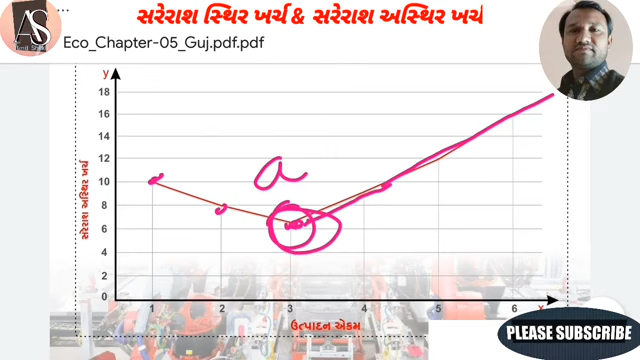 સરેરાશ સ્થિર ખર્ચ & સરેરાશ અસ્થિર ખર્ચ
AS
Eco_Chapter-05_Guj.pdf.pdf
y
18
16
14
12
10
8
6
4
2
0
સરેરાશ અસ્થિર ખર્ચ
a
1 2 3 4 5 6 x
ઉત્પાદન એકમ
PLEASE SUBSCRIBE